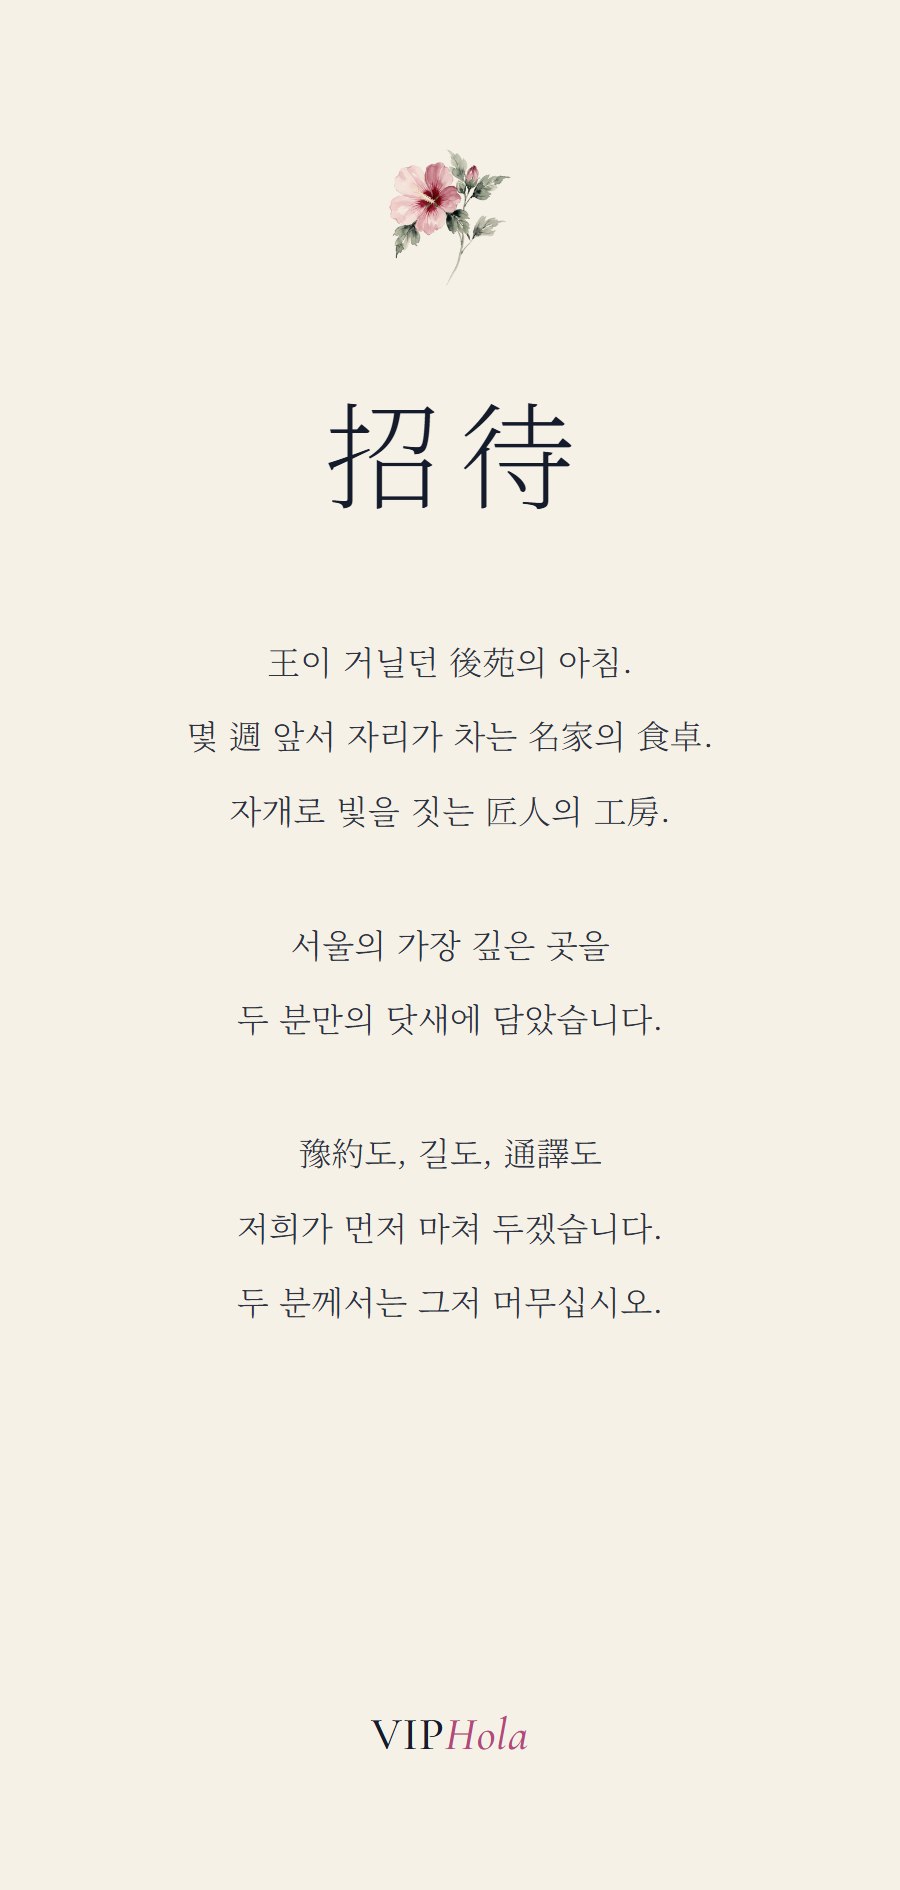 招待
王이 거닐던 後苑의 아침.
몇 週 앞서 자리가 차는 名家의 食卓.
자개로 빛을 짓는 匠人의 工房.
서울의 가장 깊은 곳을
두 분만의 닷새에 담았습니다.
豫約도, 길도, 通譯도
저희가 먼저 마쳐 두겠습니다.
두 분께서는 그저 머무십시오.
VIPHola